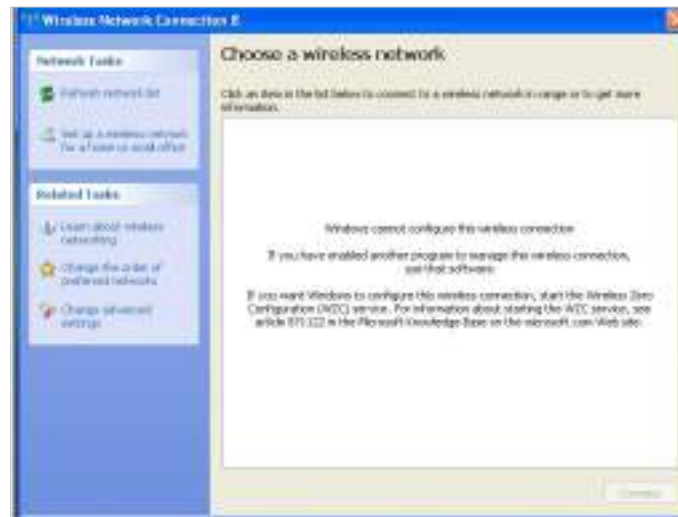 Wireless Network Connection 8
Network Tasks
Refresh network list
Set up a wireless network
for a home or small office
Related Tasks
Learn about wireless
networking
Change the order of
preferred networks
Change advanced
settings
Choose a wireless network
Click an item in the list below to connect to a wireless network in range or to get more
information.
Windows cannot configure this wireless connection
If you have enabled another program to manage this wireless connection,
use that software.
If you want Windows to configure this wireless connection, start the Wireless Zero
Configuration (WZC) service. For information about starting the WZC service, see
article 871122 in the Microsoft Knowledge Base on the microsoft.com Web site.
Connect